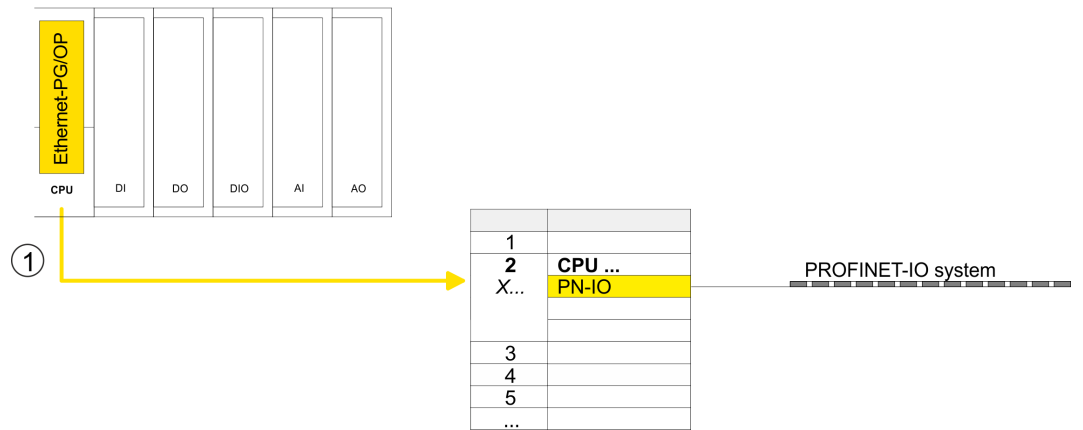 Ethernet-PG/OP
CPU DI DO DIO AI AO
①
1
2 CPU ...
X... PN-IO
PROFINET-IO system
3
4
5
...